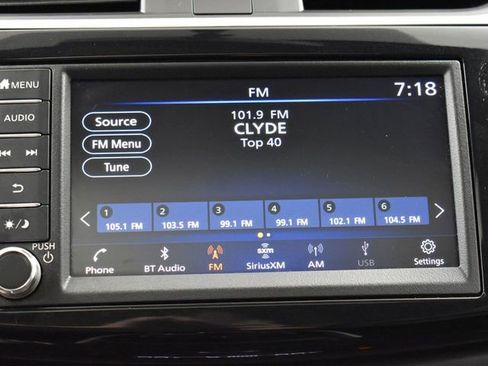 MENU
AUDIO
PUSH
FM
7:18
Source
FM Menu
Tune
101.9 FM
CLYDE
Top 40
1 2 3 4 5 6
105.1 FM 103.5 FM 99.1 FM 99.1 FM 102.1 FM 104.5 FM
Phone BT Audio FM SiriusXM AM USB Settings
sxm